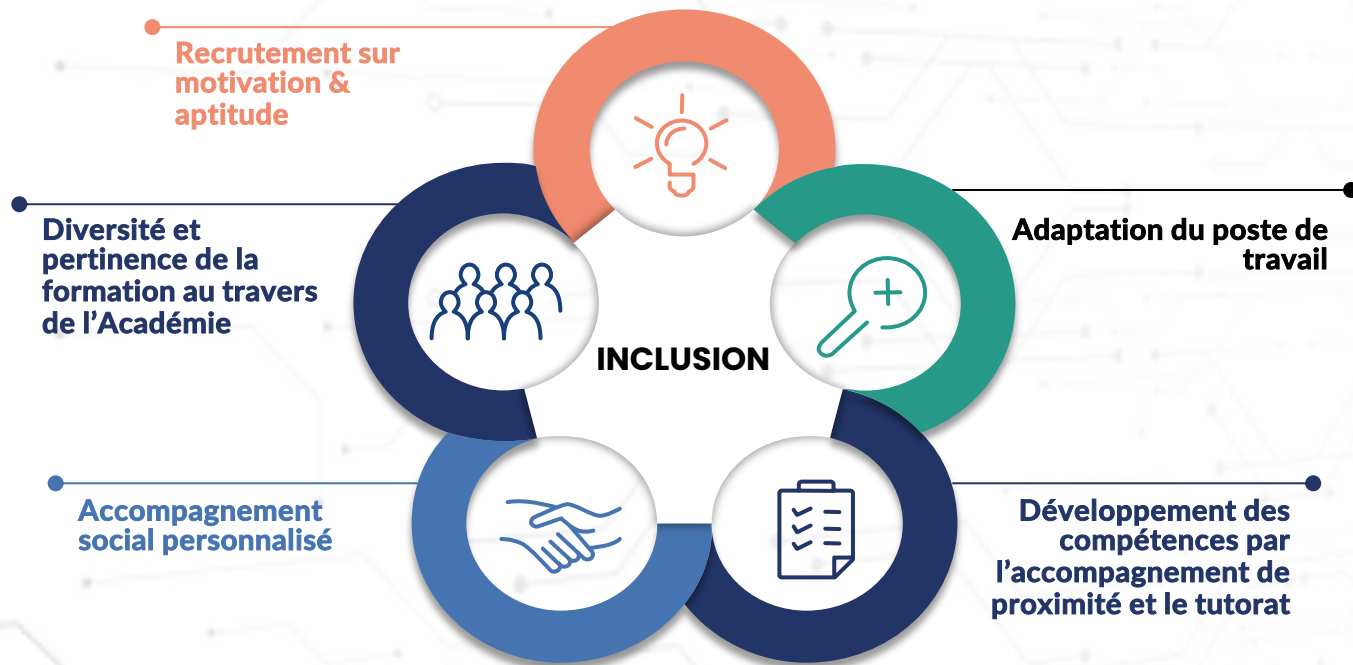 Recrutement sur
motivation &
aptitude
Diversité et
pertinence de la
formation au travers
de l’Académie
Adaptation du poste de
travail
INCLUSION
Accompagnement
social personnalisé
Développement des
compétences par
l’accompagnement de
proximité et le tutorat